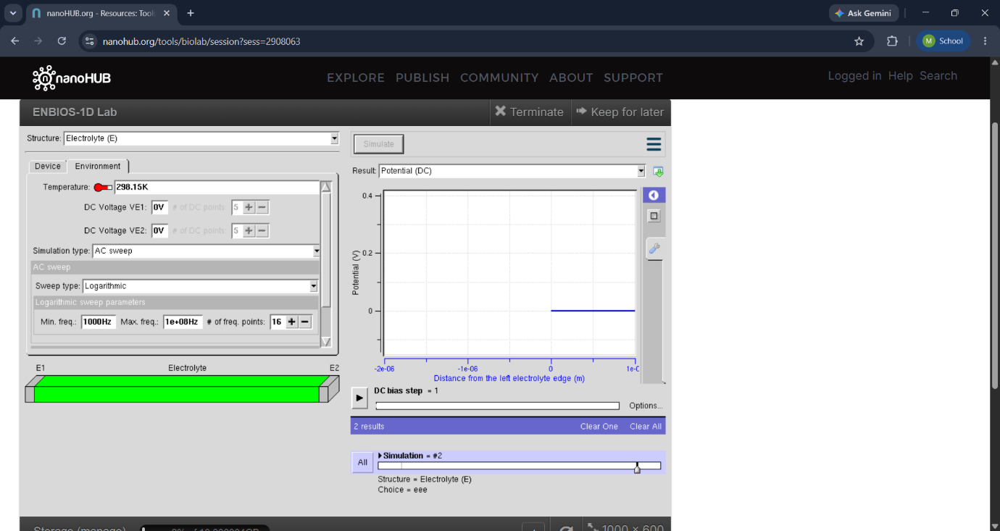 nanoHUB.org - Resources: Tool
Ask Gemini
nanohub.org/tools/biolab/session?sess=2908063
M School
nanoHUB
EXPLORE PUBLISH COMMUNITY ABOUT SUPPORT
Logged in Help Search
ENBIOS-1D Lab
Terminate
Keep for later
Structure: Electrolyte (E)
Device Environment
Temperature: 298.15K
DC Voltage VE1: 0V # of DC points: 5
DC Voltage VE2: 0V # of DC points: 5
Simulation type: AC sweep
AC sweep
Sweep type: Logarithmic
Logarithmic sweep parameters
Min. freq.: 1000Hz Max. freq.: 1e+08Hz # of freq. points: 16
E1 Electrolyte E2
Simulate
Result: Potential (DC)
0.4
0.2
0
Potential (V)
-2e-06 -1e-06 0 1e-0
Distance from the left electrolyte edge (m)
DC bias step = 1
Options...
2 results Clear One Clear All
All
Simulation = #2
Structure = Electrolyte (E)
Choice = eee
Storage (manage)
1000 × 600